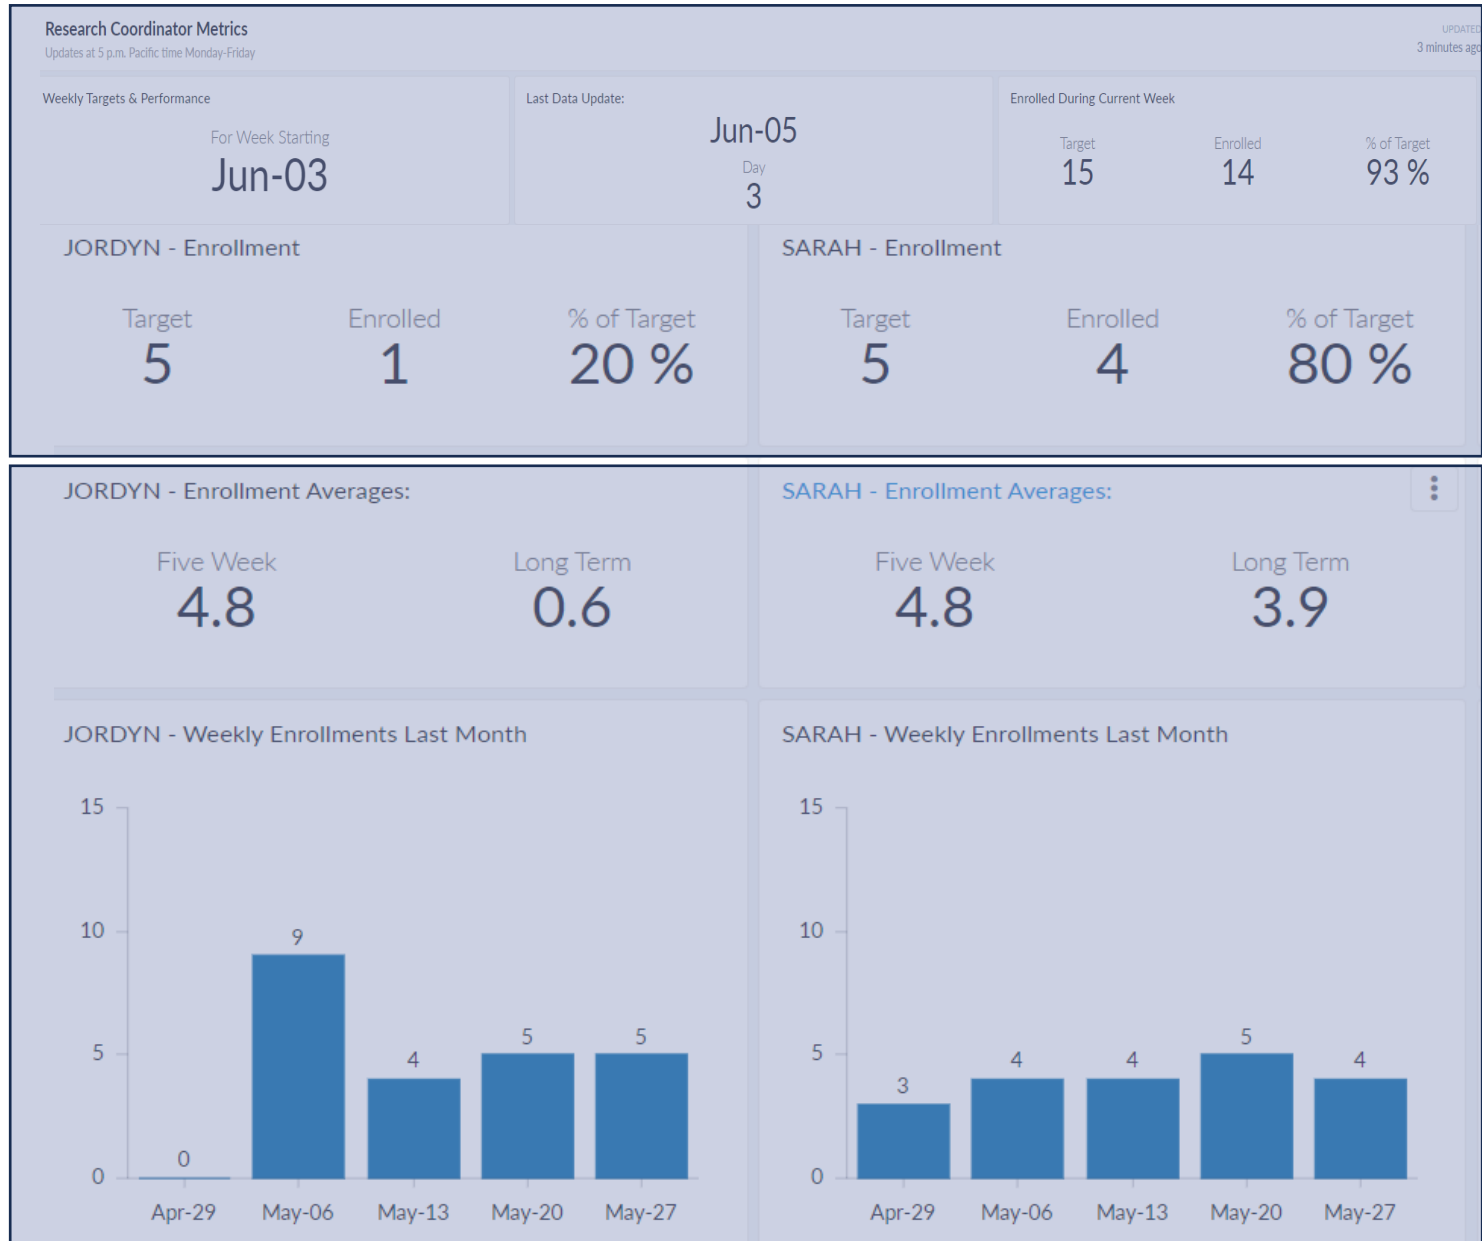 Research Coordinator Metrics
Updates at 5 p.m. Pacific time Monday-Friday
UPDATED
3 minutes ago
Weekly Targets & Performance
For Week Starting
Jun-03
Last Data Update:
Jun-05
Day
3
Enrolled During Current Week
Target Enrolled % of Target
15 14 93 %
JORDYN - Enrollment
Target Enrolled % of Target
5 1 20 %
SARAH - Enrollment
Target Enrolled % of Target
5 4 80 %
JORDYN - Enrollment Averages:
Five Week Long Term
4.8 0.6
SARAH - Enrollment Averages:
Five Week Long Term
4.8 3.9
JORDYN - Weekly Enrollments Last Month
15
10
5
0
0 9 4 5 5
Apr-29 May-06 May-13 May-20 May-27
SARAH - Weekly Enrollments Last Month
15
10
5
0
3 4 4 5 4
Apr-29 May-06 May-13 May-20 May-27